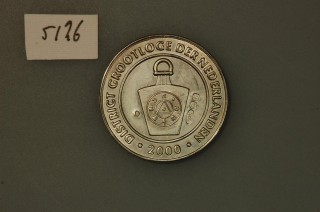 5126
DISTRICT GROOTLOGE DER NEDERLANDEN
· 2000 ·